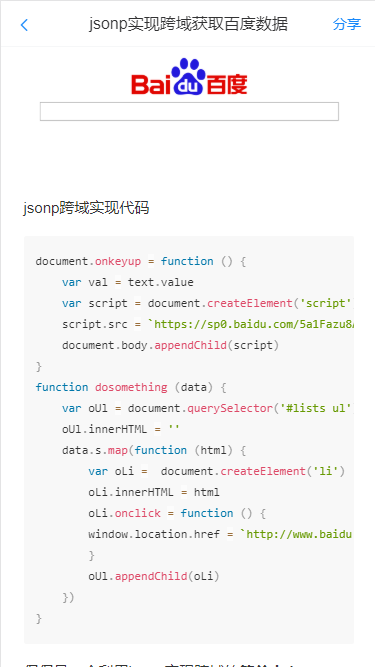 jsonp实现跨域获取百度数据
分享
Bai du 百度
jsonp跨域实现代码
document.onkeyup = function () {
var val = text.value
var script = document.createElement('script'
script.src = `https://sp0.baidu.com/5a1Fazu8A
document.body.appendChild(script)
}
function dosomething (data) {
var oUl = document.querySelector('#lists ul'
oUl.innerHTML = ''
data.s.map(function (html) {
var oLi =  document.createElement('li')
oLi.innerHTML = html
oLi.onclick = function () {
window.location.href = `http://www.baidu
}
oUl.appendChild(oLi)
})
}